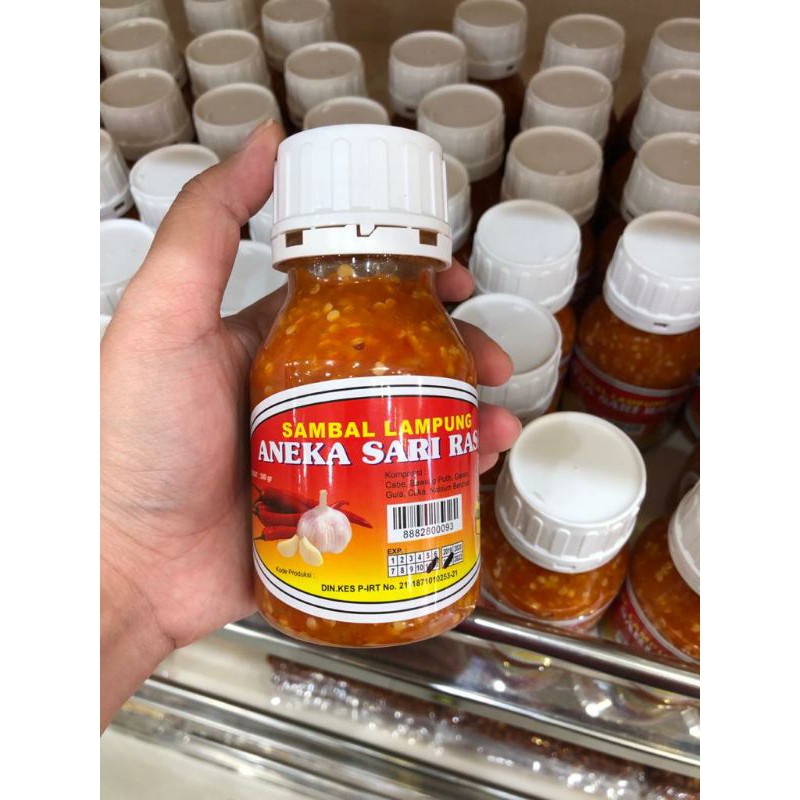 SAMBAL LAMPUNG
ANEKA SARI RAS
Komposisi :
Cabe, Bawang Putih, Garam,
Gula, Cuka,
8882800093
EXP.
1 2 3 4 5 6
7 8 9 10
Kode Produksi :
DIN.KES P-IRT No.